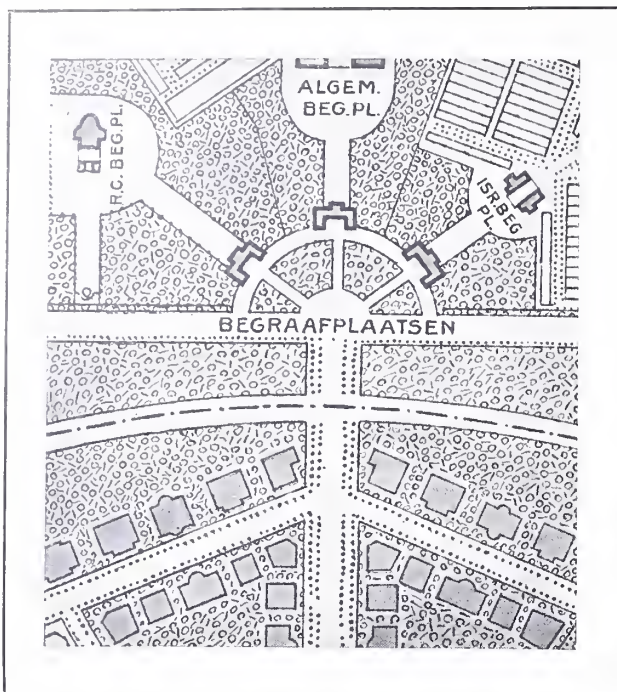 ALGEM.
BEG.PL.
R.C. BEG.PL.
ISR.BEG
PL.
BEGRAAFPLAATSEN